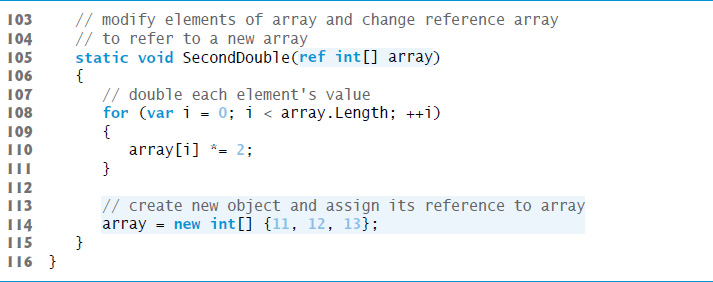 103 // modify elements of array and change reference array
104 // to refer to a new array
105 static void SecondDouble(ref int[] array)
106 {
107 // double each element's value
108 for (var i = 0; i < array.Length; ++i)
109 {
110 array[i] *= 2;
111 }
112
113 // create new object and assign its reference to array
114 array = new int[] {11, 12, 13};
115 }
116 }